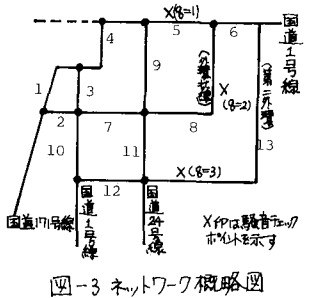 X(8=1)
4
5
6
国道1号線
9
(外環状線)
X
(8=2)
(第二外環)
1
3
2
7
8
10
11
X(8=3)
13
12
国道171号線
国道1号線
国道24号線
X印は騒音チェック
ポイントを示す
図-3 ネットワーク概略図